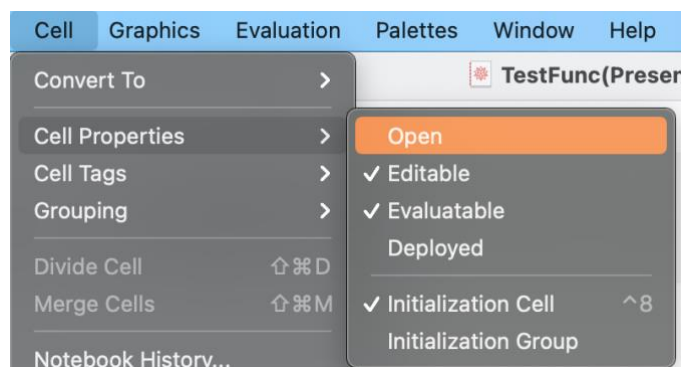 Cell Graphics Evaluation Palettes Window Help
TestFunc(Preser
Convert To
Cell Properties
Cell Tags
Grouping
Divide Cell ⇧⌘D
Merge Cells ⇧⌘M
Notebook History...
Open
✓ Editable
✓ Evaluatable
Deployed
✓ Initialization Cell ^8
Initialization Group